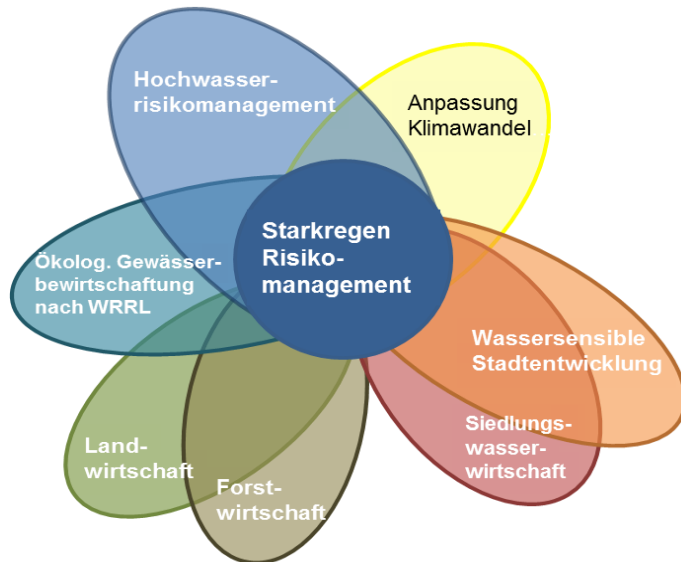 Hochwasser-
risikomanagement
Anpassung
Klimawandel
Starkregen
Risiko-
management
Ökolog. Gewässer-
bewirtschaftung
nach WRRL
Wassersensible
Stadtentwicklung
Siedlungs-
wasser-
wirtschaft
Land-
wirtschaft
Forst-
wirtschaft